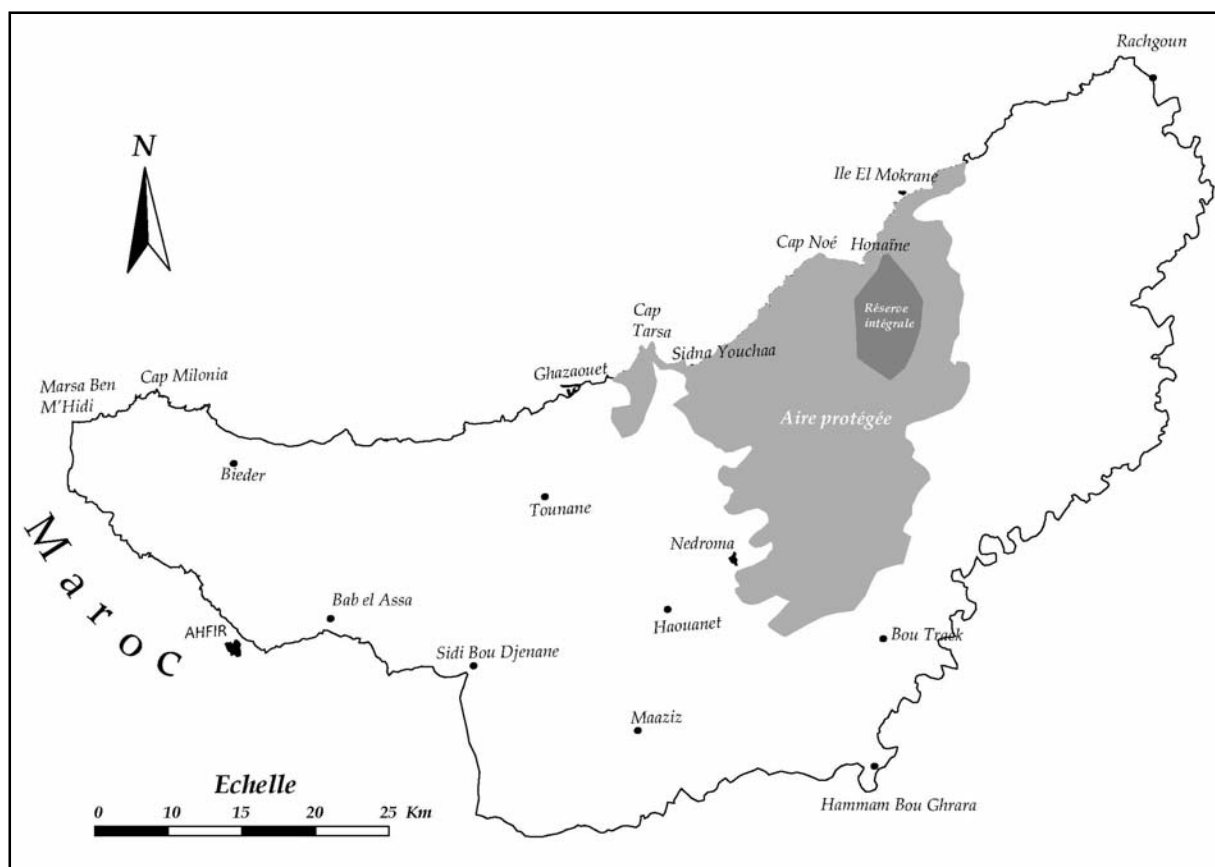 Rachgoun
N
Ile El Mokrane
Cap Noé
Honaïne
Réserve
intégrale
Cap
Tarsa
Sidna Youchaa
Ghazaouet
Marsa Ben
M'Hidi
Cap Milonia
Aire protégée
Bieder
Tounane
Nedroma
Maroc
Bab el Assa
Haouanet
AHFIR
Bou Track
Sidi Bou Djenane
Maaziz
Echelle
Hammam Bou Ghrara
0 10 15 20 25 Km